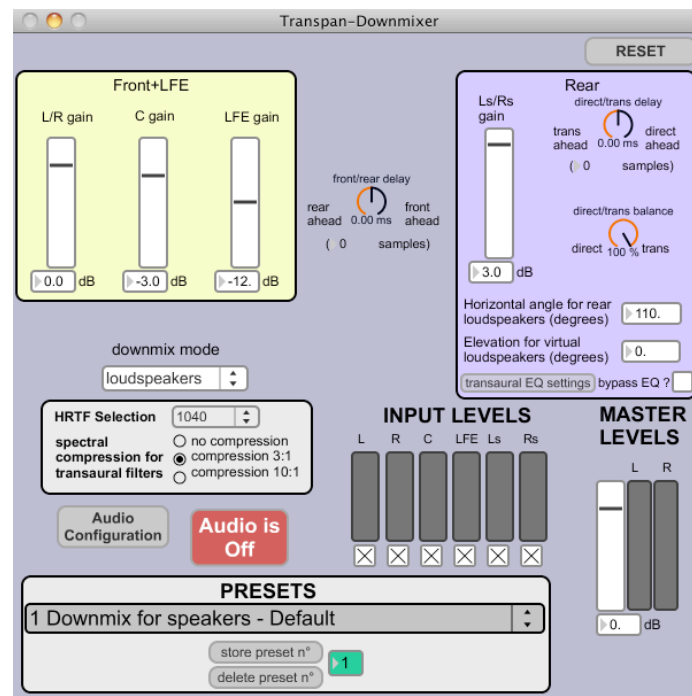 Transpan-Downmixer
RESET
Front+LFE
L/R gain
C gain
LFE gain
0.0 dB
-3.0 dB
-12. dB
front/rear delay
rear
ahead
0.00 ms
front
ahead
( 0 samples)
Rear
Ls/Rs
gain
3.0 dB
direct/trans delay
trans
ahead
0.00 ms
direct
ahead
( 0 samples)
direct/trans balance
direct 100 % trans
Horizontal angle for rear
loudspeakers (degrees)
110.
Elevation for virtual
loudspeakers (degrees)
0.
transaural EQ settings
bypass EQ ?
downmix mode
loudspeakers
HRTF Selection
1040
spectral
compression for
transaural filters
no compression
compression 3:1
compression 10:1
Audio
Configuration
Audio is
Off
INPUT LEVELS
L R C LFE Ls Rs
MASTER
LEVELS
L R
0. dB
PRESETS
1 Downmix for speakers - Default
store preset n°
delete preset n°
1